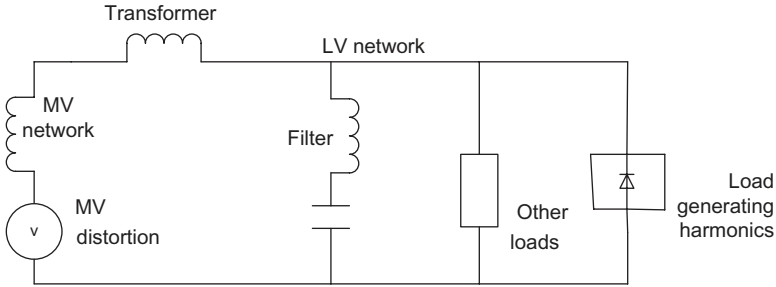 Transformer
LV network
MV
network
Filter
MV
distortion
v
Other
loads
Load
generating
harmonics